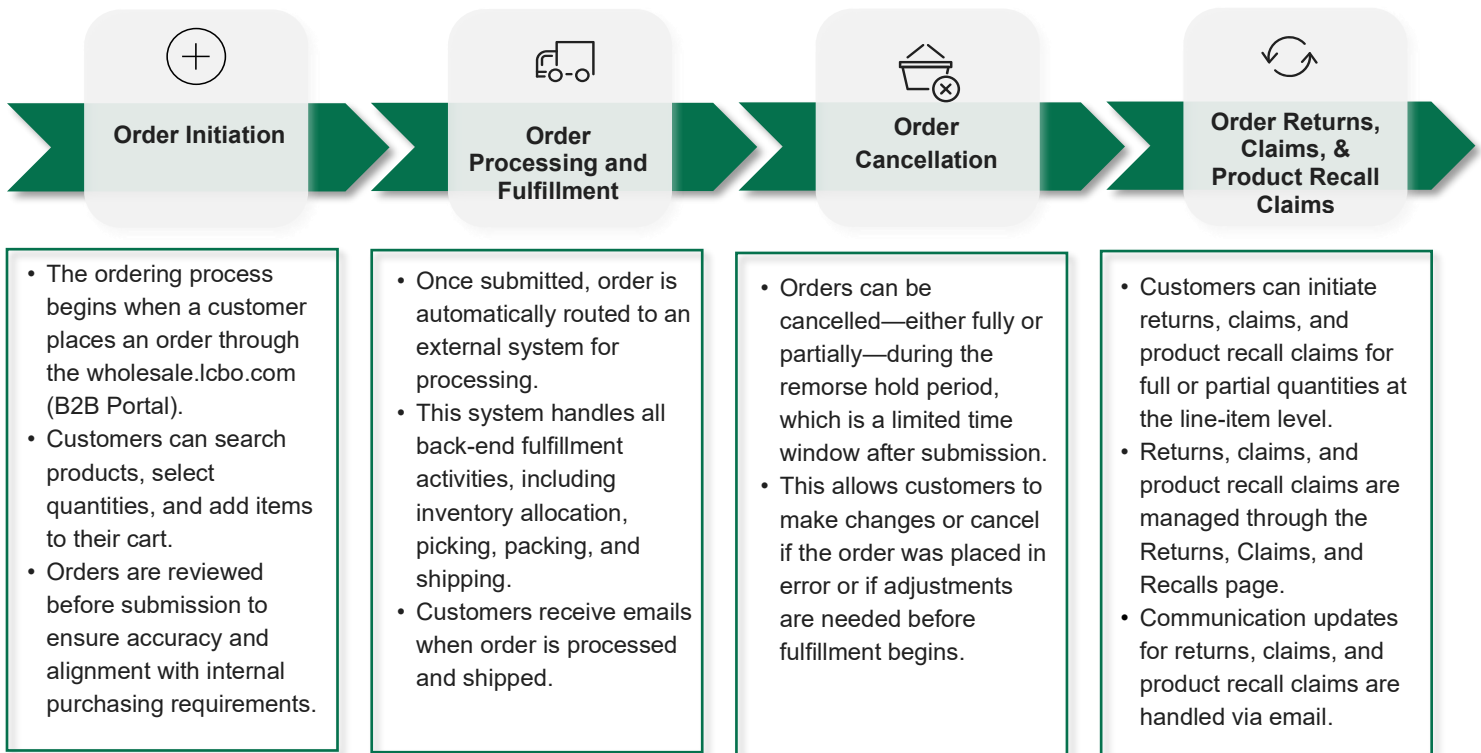 Order Initiation
Order
Processing and
Fulfillment
Order
Cancellation
Order Returns,
Claims, &
Product Recall
Claims
• The ordering process
begins when a customer
places an order through
the wholesale.lcbo.com
(B2B Portal).
• Customers can search
products, select
quantities, and add items
to their cart.
• Orders are reviewed
before submission to
ensure accuracy and
alignment with internal
purchasing requirements.
• Once submitted, order is
automatically routed to an
external system for
processing.
• This system handles all
back-end fulfillment
activities, including
inventory allocation,
picking, packing, and
shipping.
• Customers receive emails
when order is processed
and shipped.
• Orders can be
cancelled—either fully or
partially—during the
remorse hold period,
which is a limited time
window after submission.
• This allows customers to
make changes or cancel
if the order was placed in
error or if adjustments
are needed before
fulfillment begins.
• Customers can initiate
returns, claims, and
product recall claims for
full or partial quantities at
the line-item level.
• Returns, claims, and
product recall claims are
managed through the
Returns, Claims, and
Recalls page.
• Communication updates
for returns, claims, and
product recall claims are
handled via email.